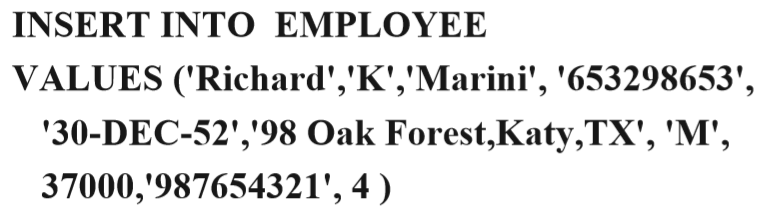 INSERT INTO  EMPLOYEE
VALUES ('Richard','K','Marini', '653298653',
'30-DEC-52','98 Oak Forest,Katy,TX', 'M',
37000,'987654321', 4 )